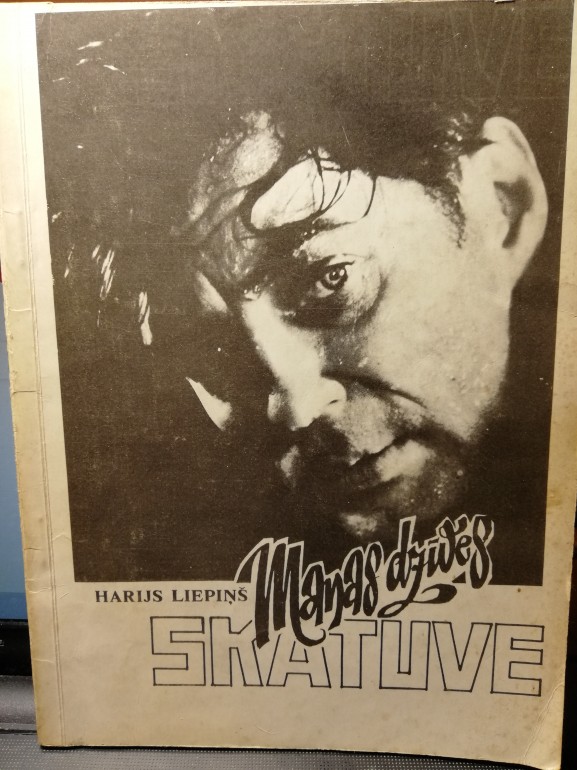 HARIJS LIEPIŅŠ
Manas dzīves
SKATUVE